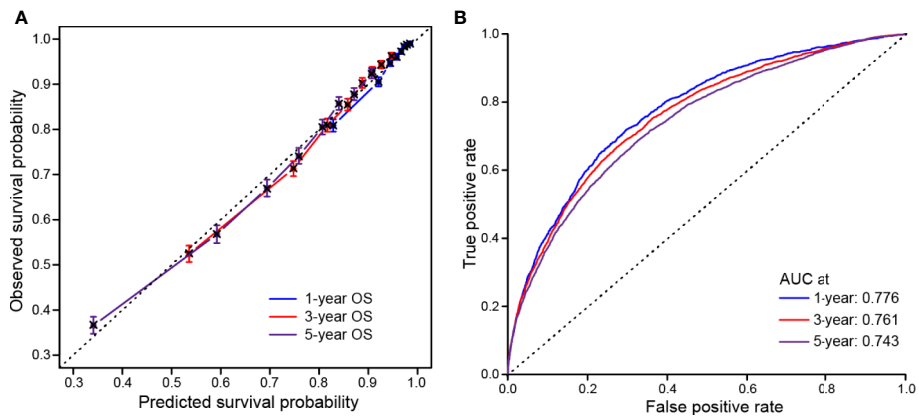 A
Observed survival probability
1.0
0.9
0.8
0.7
0.6
0.5
0.4
0.3
1-year OS
3-year OS
5-year OS
0.3 0.4 0.5 0.6 0.7 0.8 0.9 1.0
Predicted survival probability
B
True positive rate
1.0
0.8
0.6
0.4
0.2
0.0
AUC at
1-year: 0.776
3-year: 0.761
5-year: 0.743
0.0 0.2 0.4 0.6 0.8 1.0
False positive rate